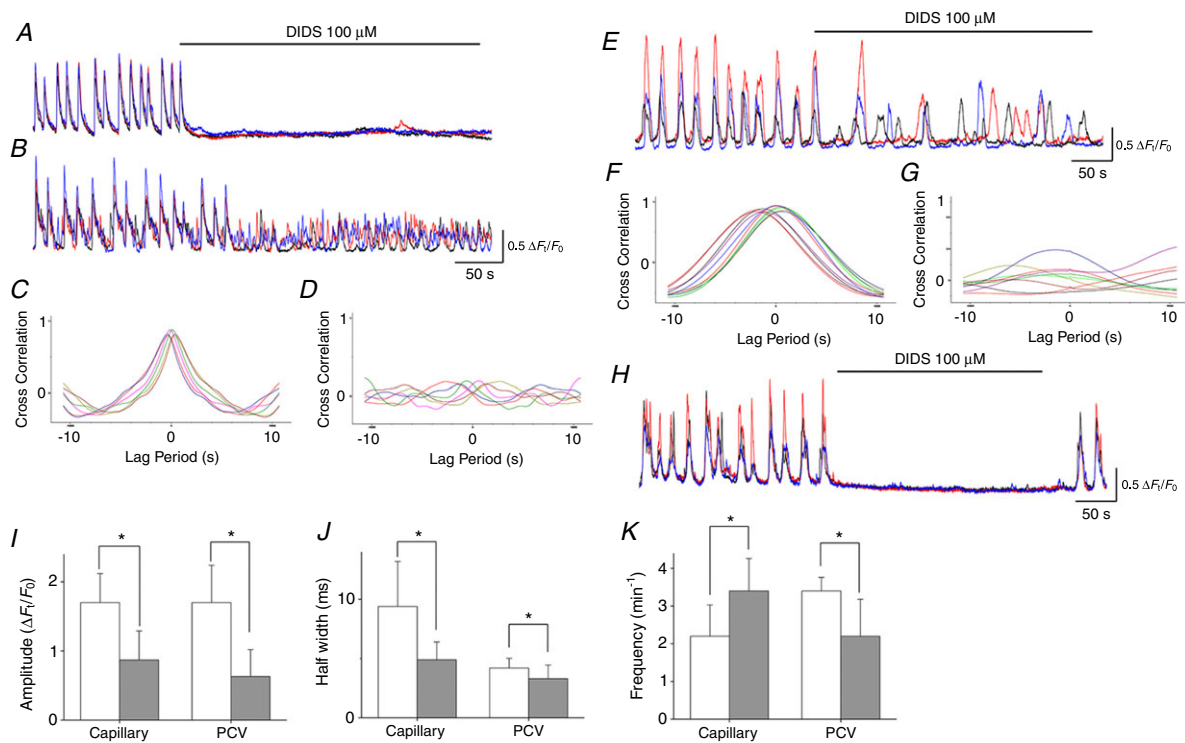 A
DIDS 100 μM
B
0.5 ΔFt/F0
50 s
C
Cross Correlation
1
0
-10
0
10
Lag Period (s)
D
Cross Correlation
1
0
-10
0
10
Lag Period (s)
E
DIDS 100 μM
0.5 ΔFt/F0
50 s
F
Cross Correlation
1
0
-10
0
10
Lag Period (s)
G
Cross Correlation
1
0
-10
0
10
Lag Period (s)
H
DIDS 100 μM
0.5 ΔFt/F0
50 s
I
Amplitude (ΔFt/F0)
2
1
0
*
*
Capillary
PCV
J
Half width (ms)
10
0
*
*
Capillary
PCV
K
Frequency (min-1)
4
3
2
1
0
*
*
Capillary
PCV